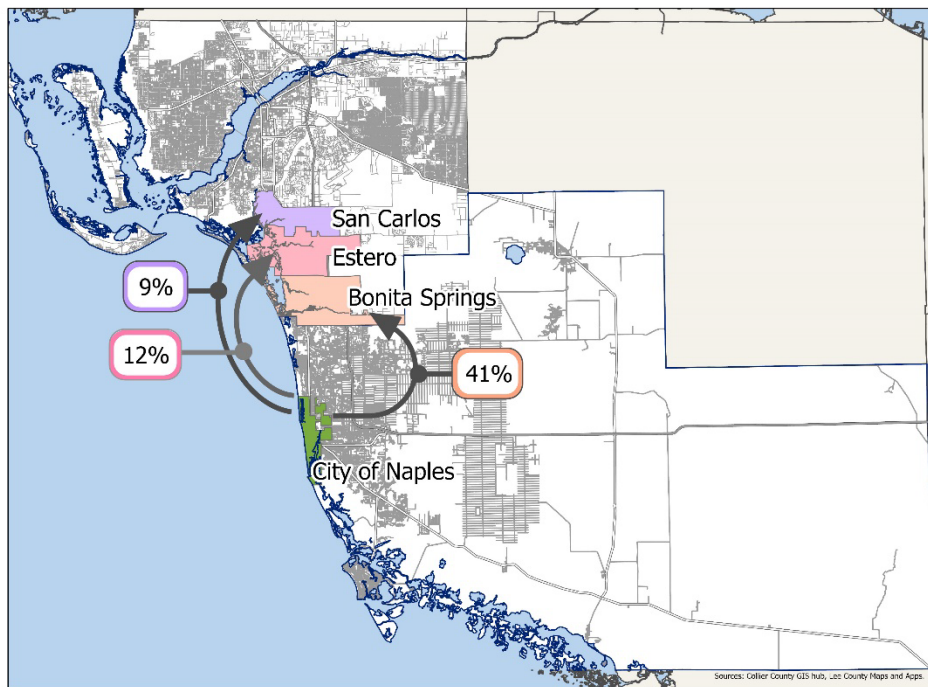 San Carlos
Estero
9%
Bonita Springs
12%
41%
City of Naples
Sources: Collier County GIS hub, Lee County Maps and Apps.